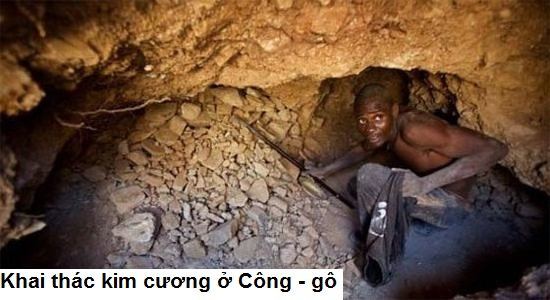 Khai thác kim cương ở Công - gô